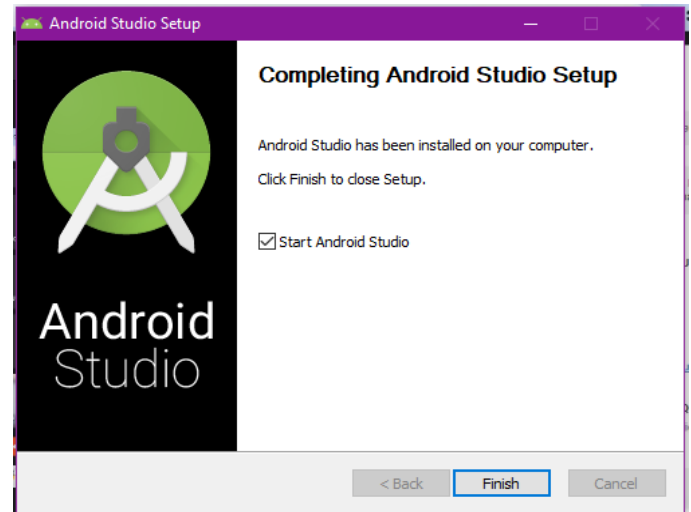 Android Studio Setup
Completing Android Studio Setup
Android Studio has been installed on your computer.
Click Finish to close Setup.
Start Android Studio
Android
Studio
< Back
Finish
Cancel